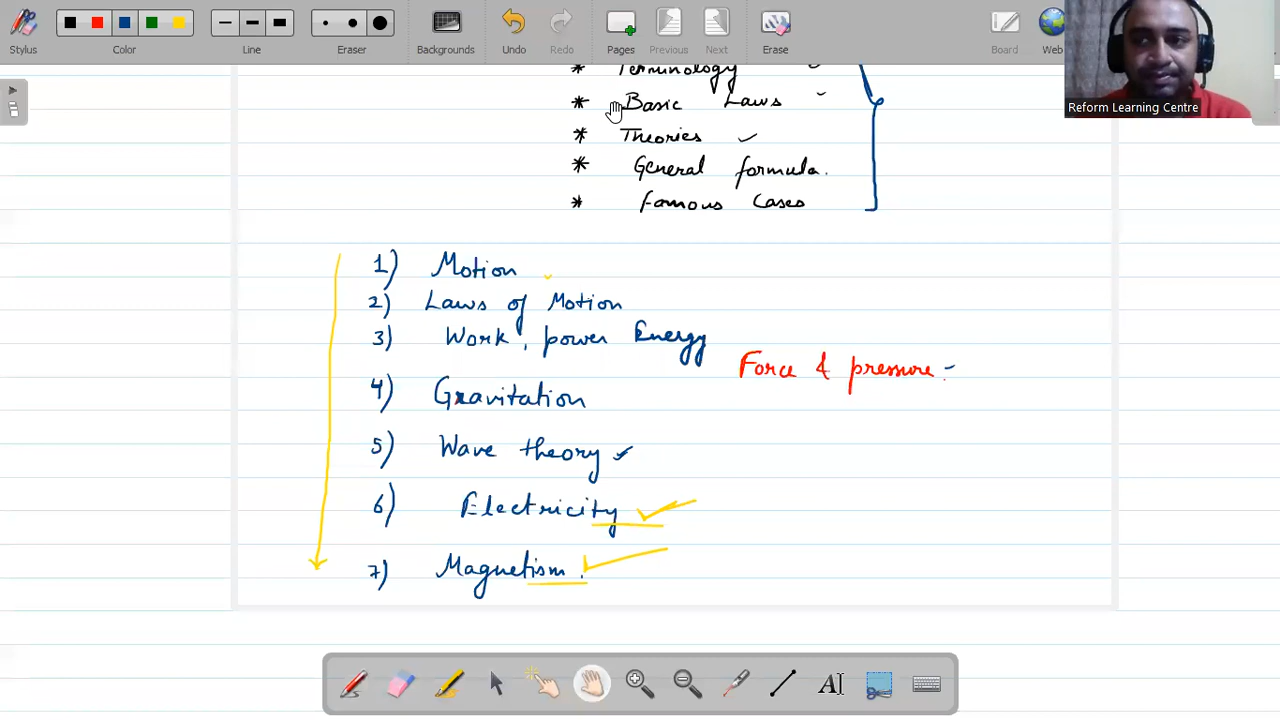 Stylus Color Line Eraser Backgrounds Undo Redo Pages Previous Next Erase Board Web
Reform Learning Centre
* Terminology
* Basic Laws
* Theories ✓
* General formula.
* Famous Cases
1) Motion
2) Laws of Motion
3) Work, power Energy
Force & pressure -
4) Gravitation
5) Wave theory ✓
6) Electricity ✓
7) Magnetism. ✓